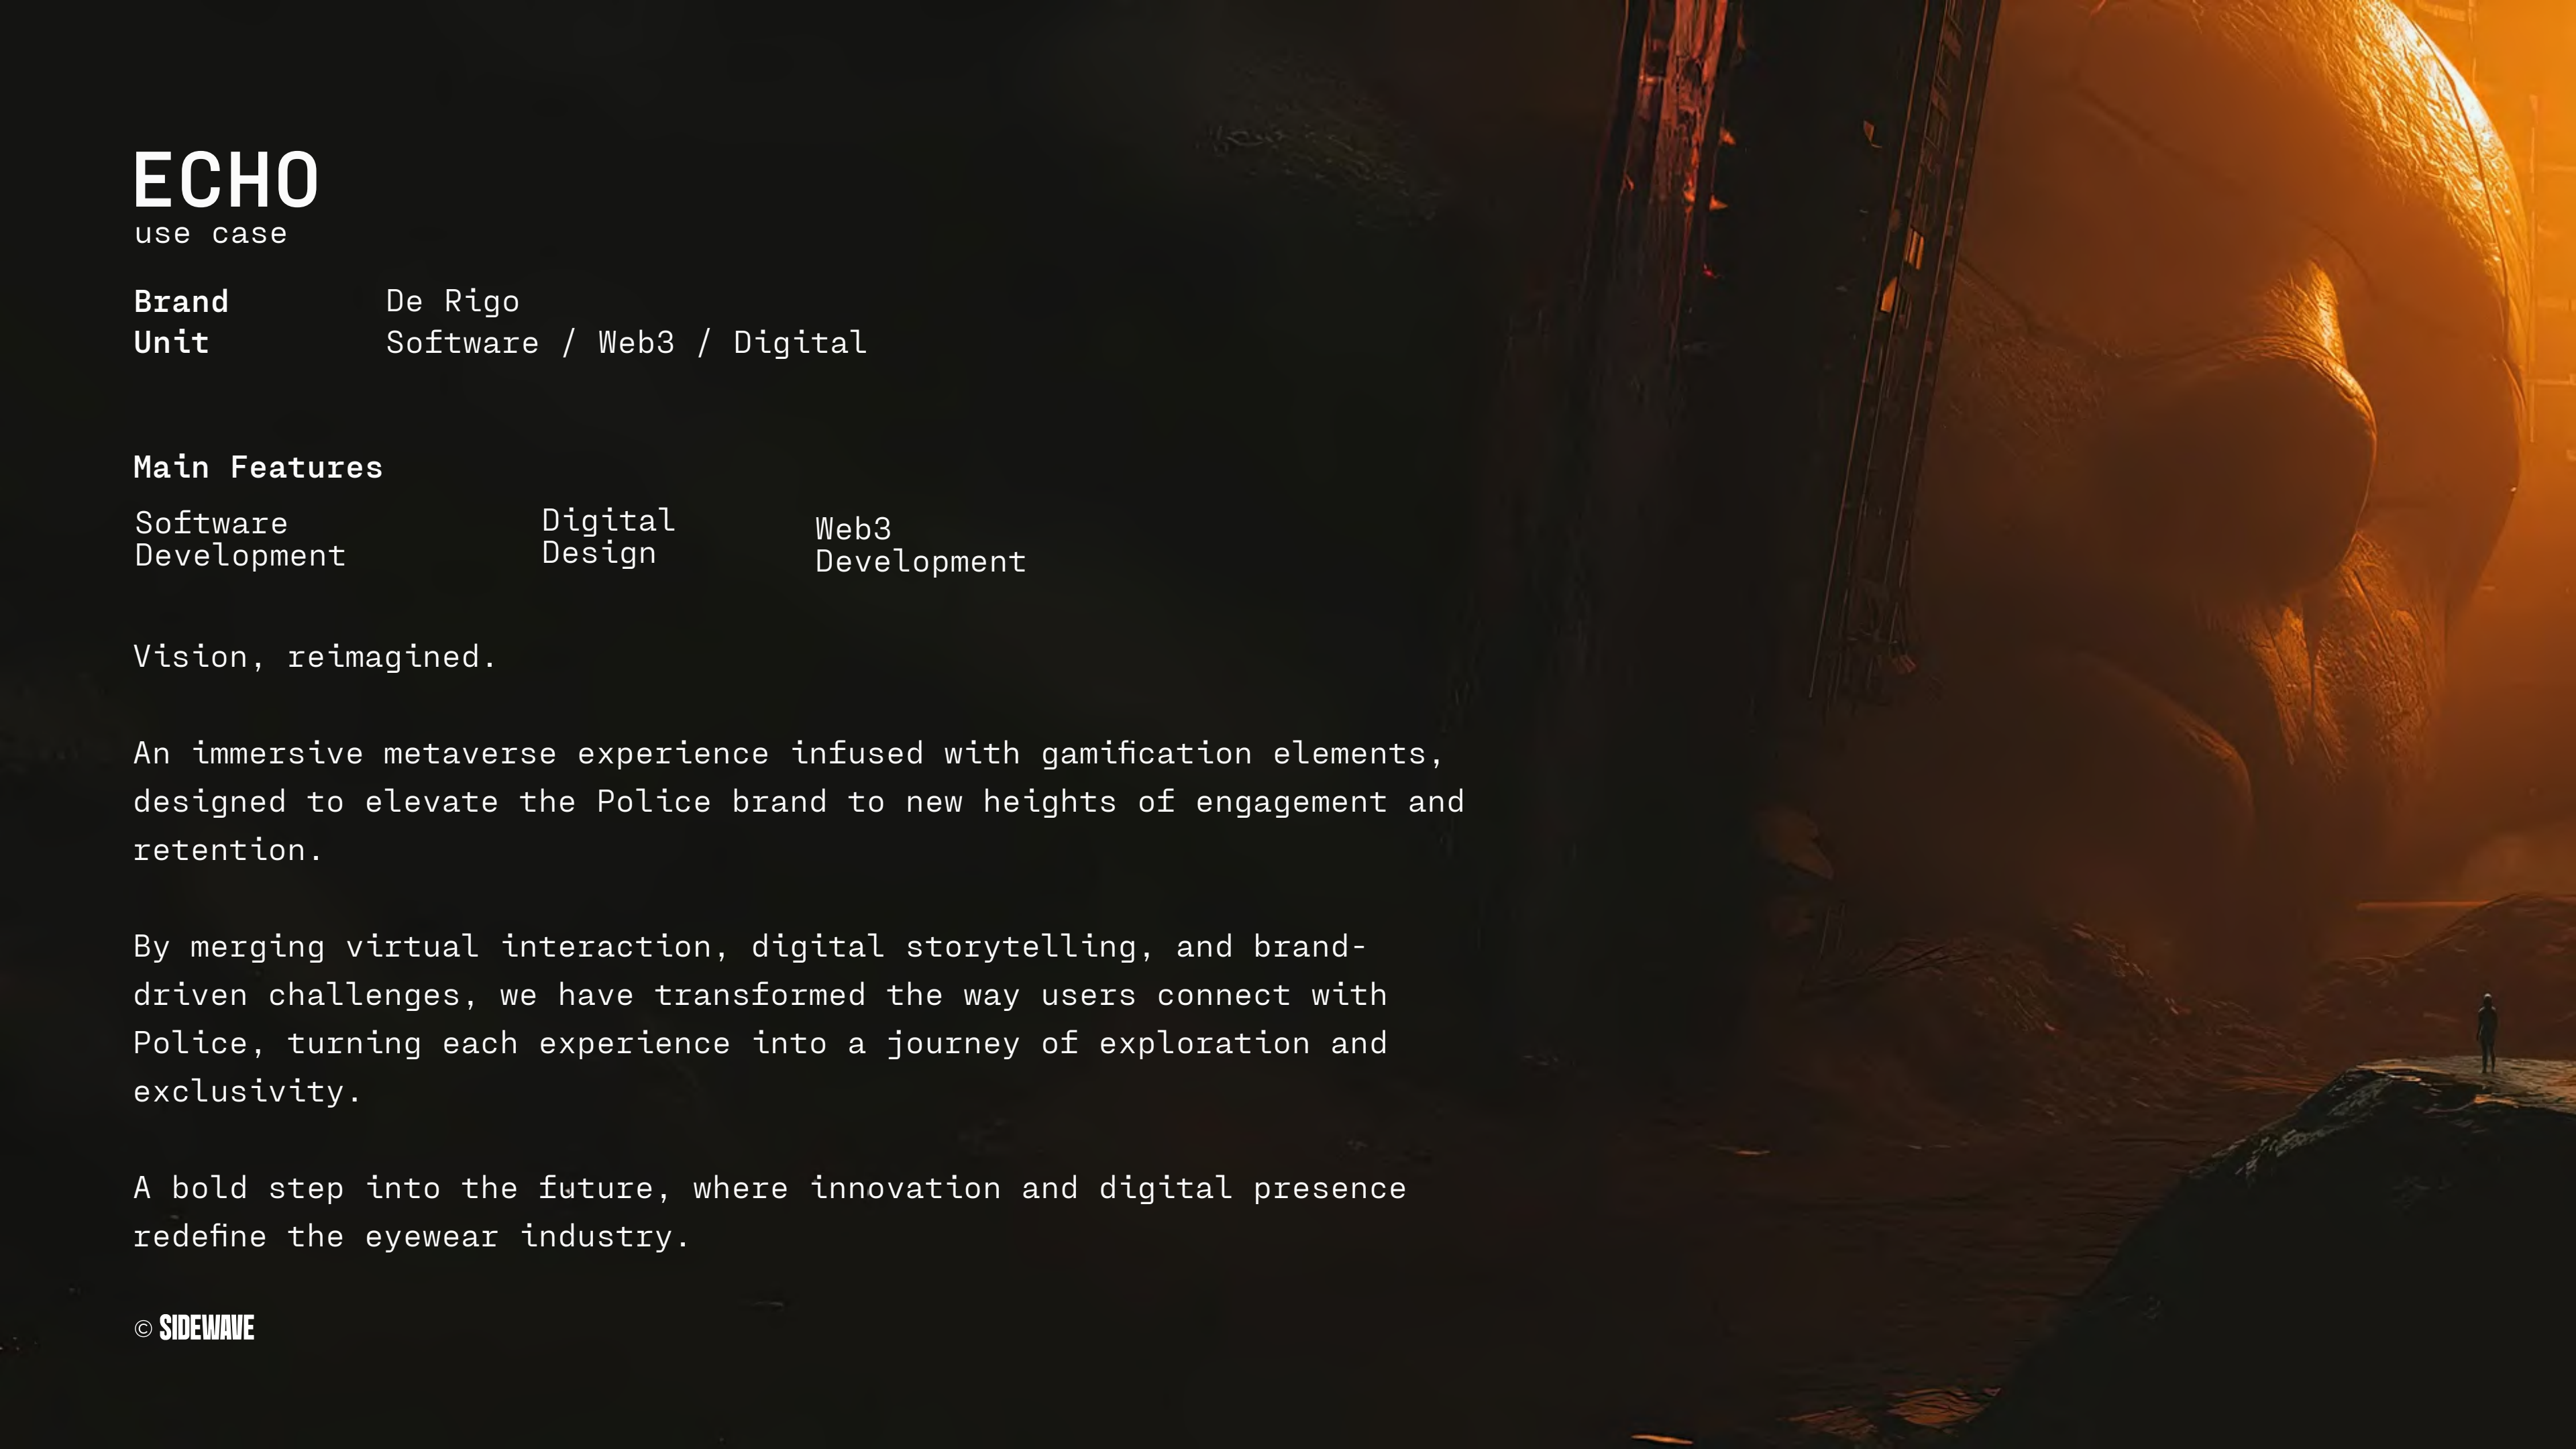 ECHO
use case
Brand De Rigo
Unit Software / Web3 / Digital
Main Features
Software Development
Digital Design
Web3 Development
Vision, reimagined.
An immersive metaverse experience infused with gamification elements,
designed to elevate the Police brand to new heights of engagement and
retention.
By merging virtual interaction, digital storytelling, and brand-
driven challenges, we have transformed the way users connect with
Police, turning each experience into a journey of exploration and
exclusivity.
A bold step into the future, where innovation and digital presence
redefine the eyewear industry.
© SIDEWAVE